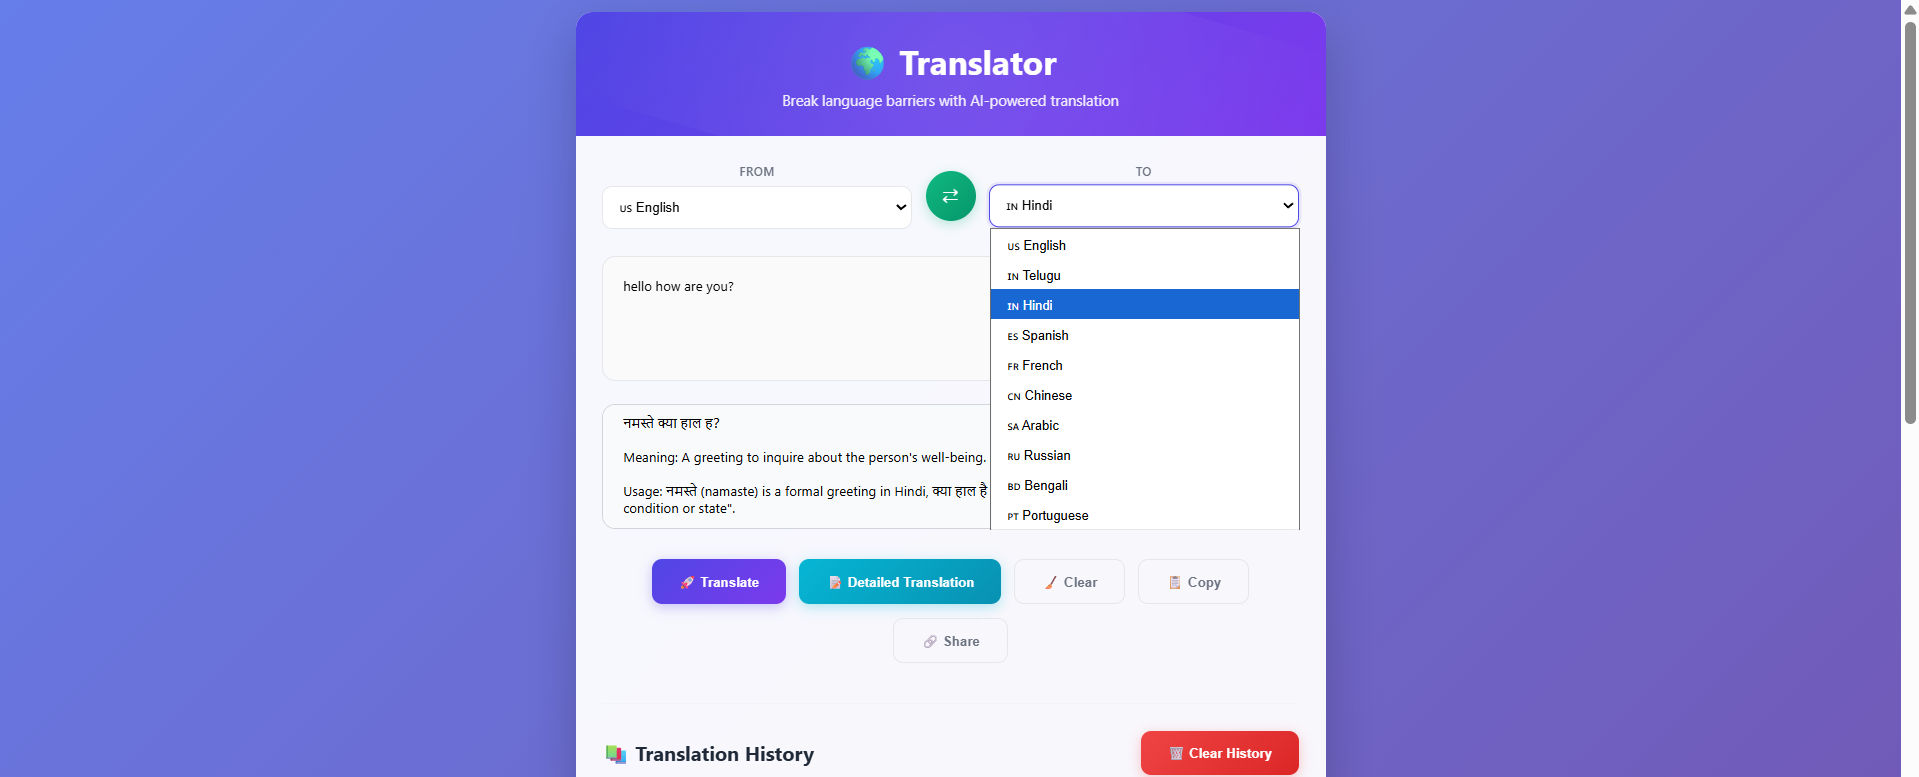 Translator
Break language barriers with AI-powered translation
FROM
TO
US English
IN Hindi
US English
IN Telugu
IN Hindi
ES Spanish
FR French
CN Chinese
SA Arabic
RU Russian
BD Bengali
PT Portuguese
hello how are you?
नमस्ते क्या हाल ह?
Meaning: A greeting to inquire about the person's well-being.
Usage: नमस्ते (namaste) is a formal greeting in Hindi, क्या हाल है
condition or state".
Translate
Detailed Translation
Clear
Copy
Share
Translation History
Clear History